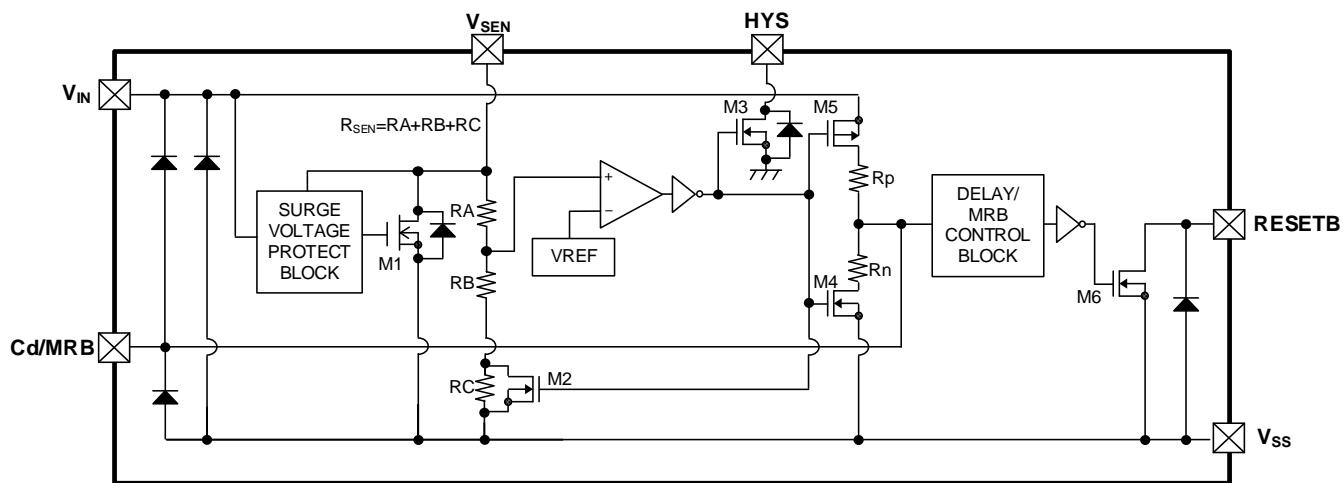 VSEN
HYS
VIN
RSEN=RA+RB+RC
M3
M5
SURGE
VOLTAGE
PROTECT
BLOCK
M1
RA
RB
+
−
VREF
Rp
Rn
M4
DELAY/
MRB
CONTROL
BLOCK
M6
RESETB
Cd/MRB
RC
M2
VSS